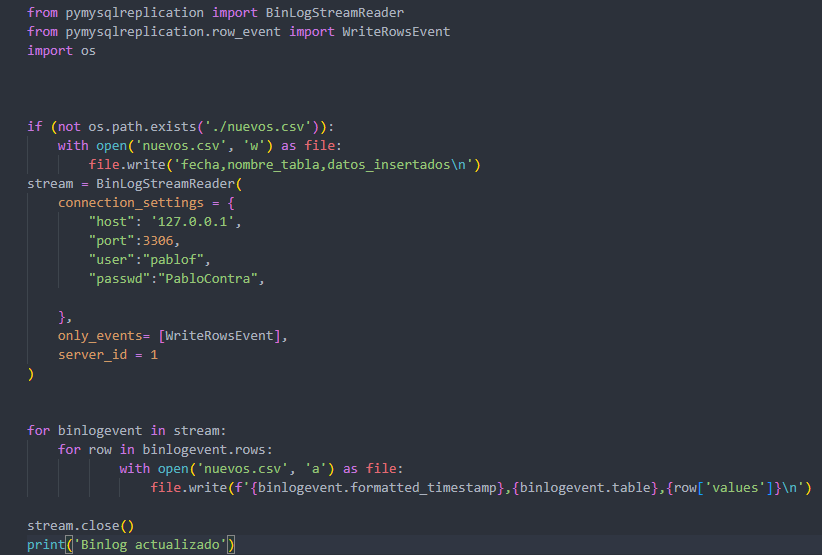 from pymysqlreplication import BinLogStreamReader
from pymysqlreplication.row_event import WriteRowsEvent
import os
if (not os.path.exists('./nuevos.csv')):
    with open('nuevos.csv', 'w') as file:
        file.write('fecha,nombre_tabla,datos_insertados\n')
stream = BinLogStreamReader(
    connection_settings = {
        "host": '127.0.0.1',
        "port":3306,
        "user":"pablof",
        "passwd":"PabloContra",
    },
    only_events= [WriteRowsEvent],
    server_id = 1
)
for binlogevent in stream:
    for row in binlogevent.rows:
            with open('nuevos.csv', 'a') as file:
                file.write(f'{binlogevent.formatted_timestamp},{binlogevent.table},{row['values']}\n')
stream.close()
print('Binlog actualizado')